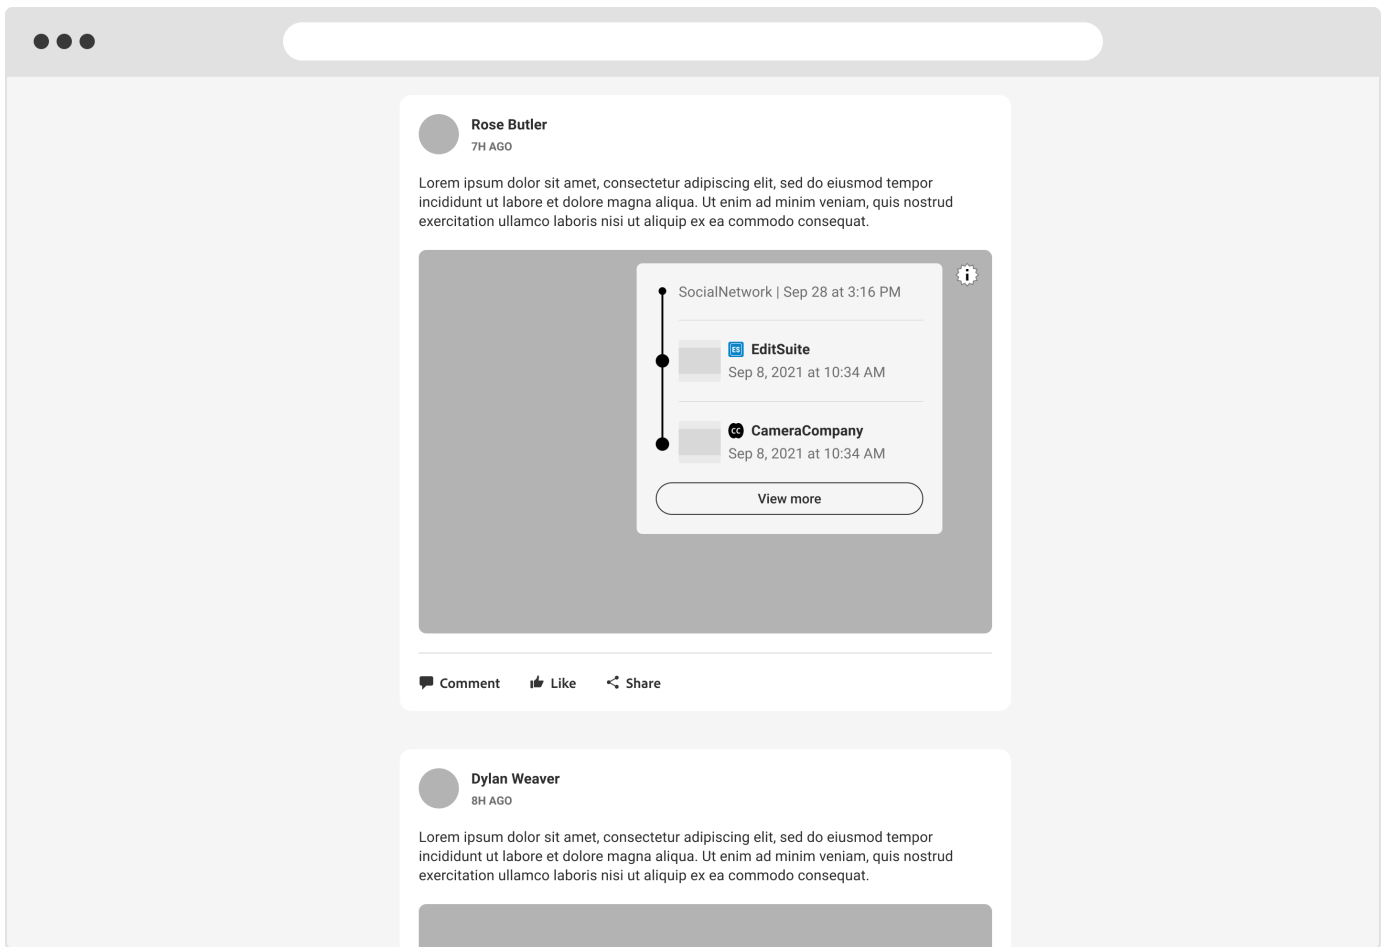 Rose Butler
7H AGO
Lorem ipsum dolor sit amet, consectetur adipiscing elit, sed do eiusmod tempor
incididunt ut labore et dolore magna aliqua. Ut enim ad minim veniam, quis nostrud
exercitation ullamco laboris nisi ut aliquip ex ea commodo consequat.
i
SocialNetwork | Sep 28 at 3:16 PM
ES EditSuite
Sep 8, 2021 at 10:34 AM
CC CameraCompany
Sep 8, 2021 at 10:34 AM
View more
Comment Like Share
Dylan Weaver
8H AGO
Lorem ipsum dolor sit amet, consectetur adipiscing elit, sed do eiusmod tempor
incididunt ut labore et dolore magna aliqua. Ut enim ad minim veniam, quis nostrud
exercitation ullamco laboris nisi ut aliquip ex ea commodo consequat.